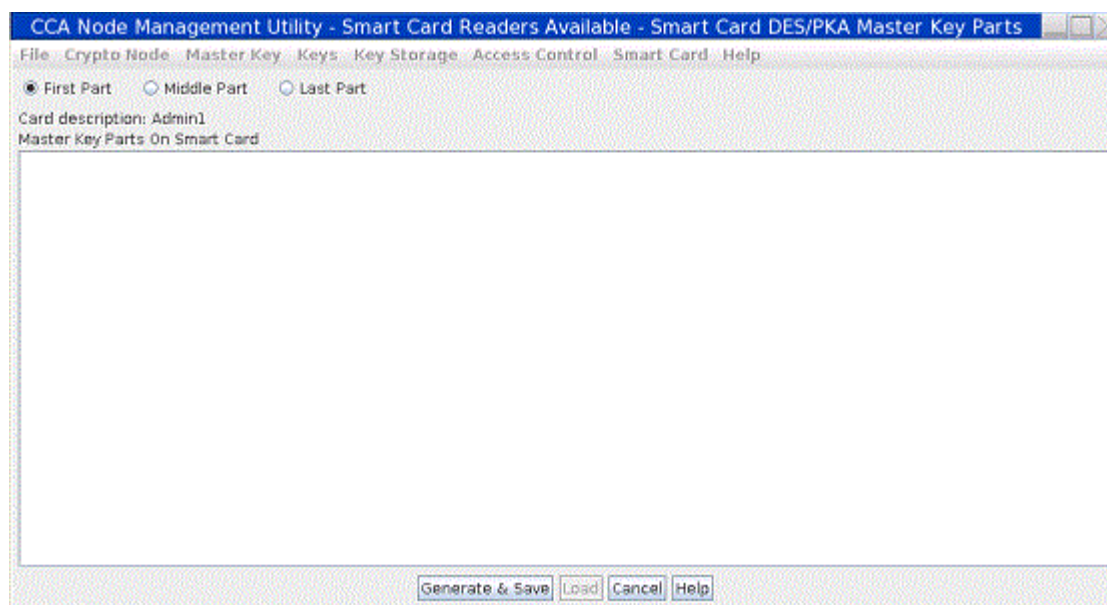 CCA Node Management Utility - Smart Card Readers Available - Smart Card DES/PKA Master Key Parts
File Crypto Node Master Key Keys Key Storage Access Control Smart Card Help
First Part Middle Part Last Part
Card description: Admin1
Master Key Parts On Smart Card
Generate & Save Load Cancel Help